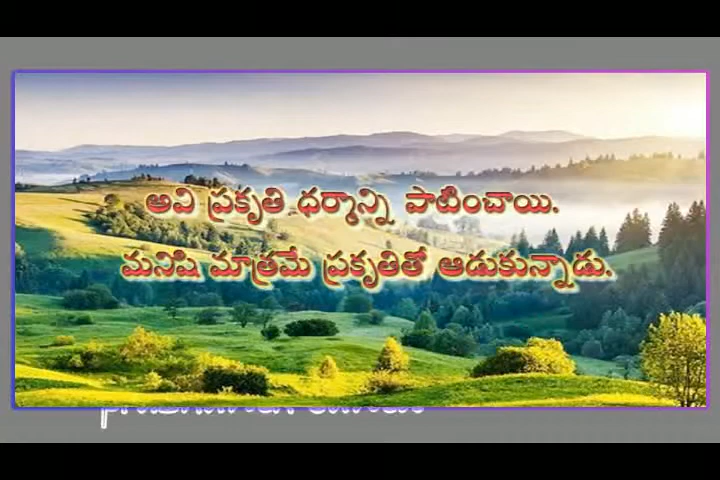 అవి ప్రకృతి ధర్మాన్ని పాటించాయి.
మనిషి మాత్రమే ప్రకృతితో ఆడుకున్నాడు.